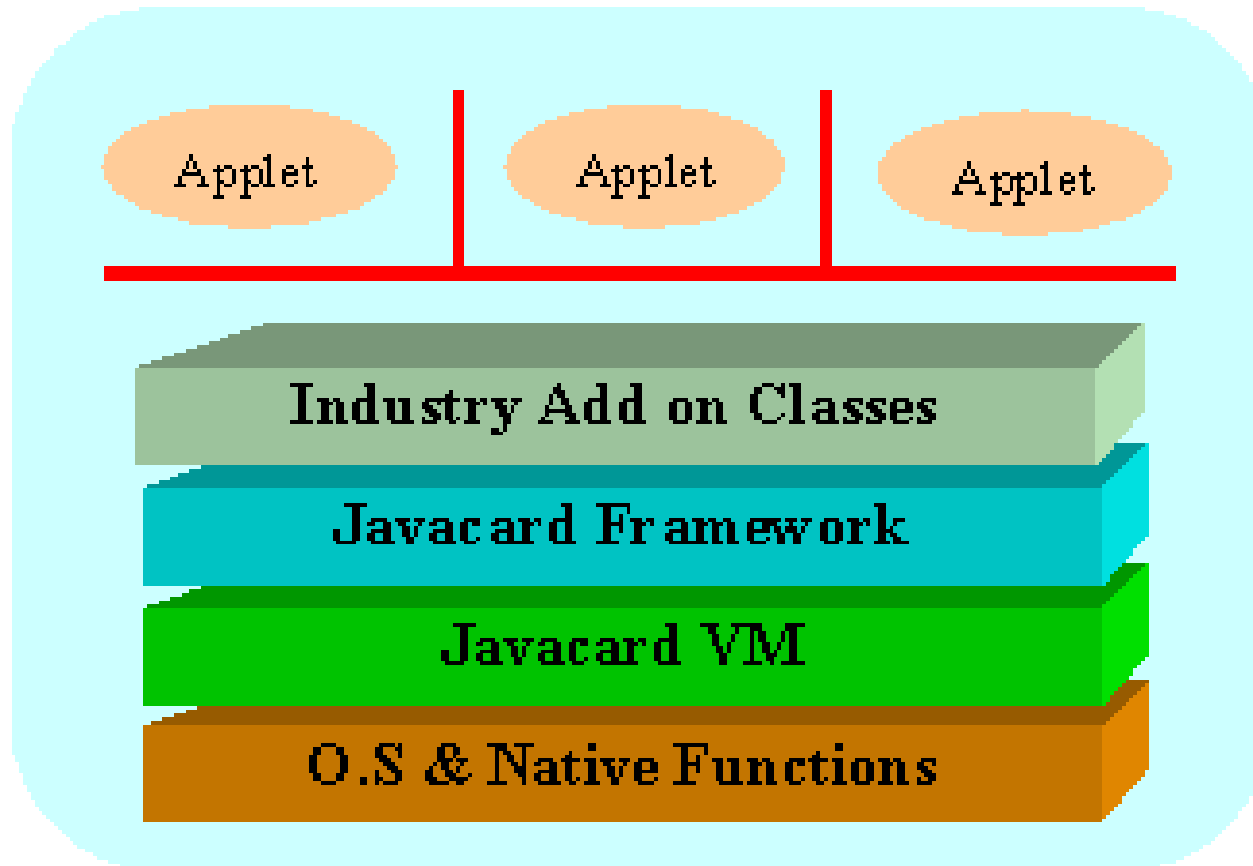 Applet
Applet
Applet
Industry Add on Classes
Javacard Framework
Javacard VM
O.S & Native Functions